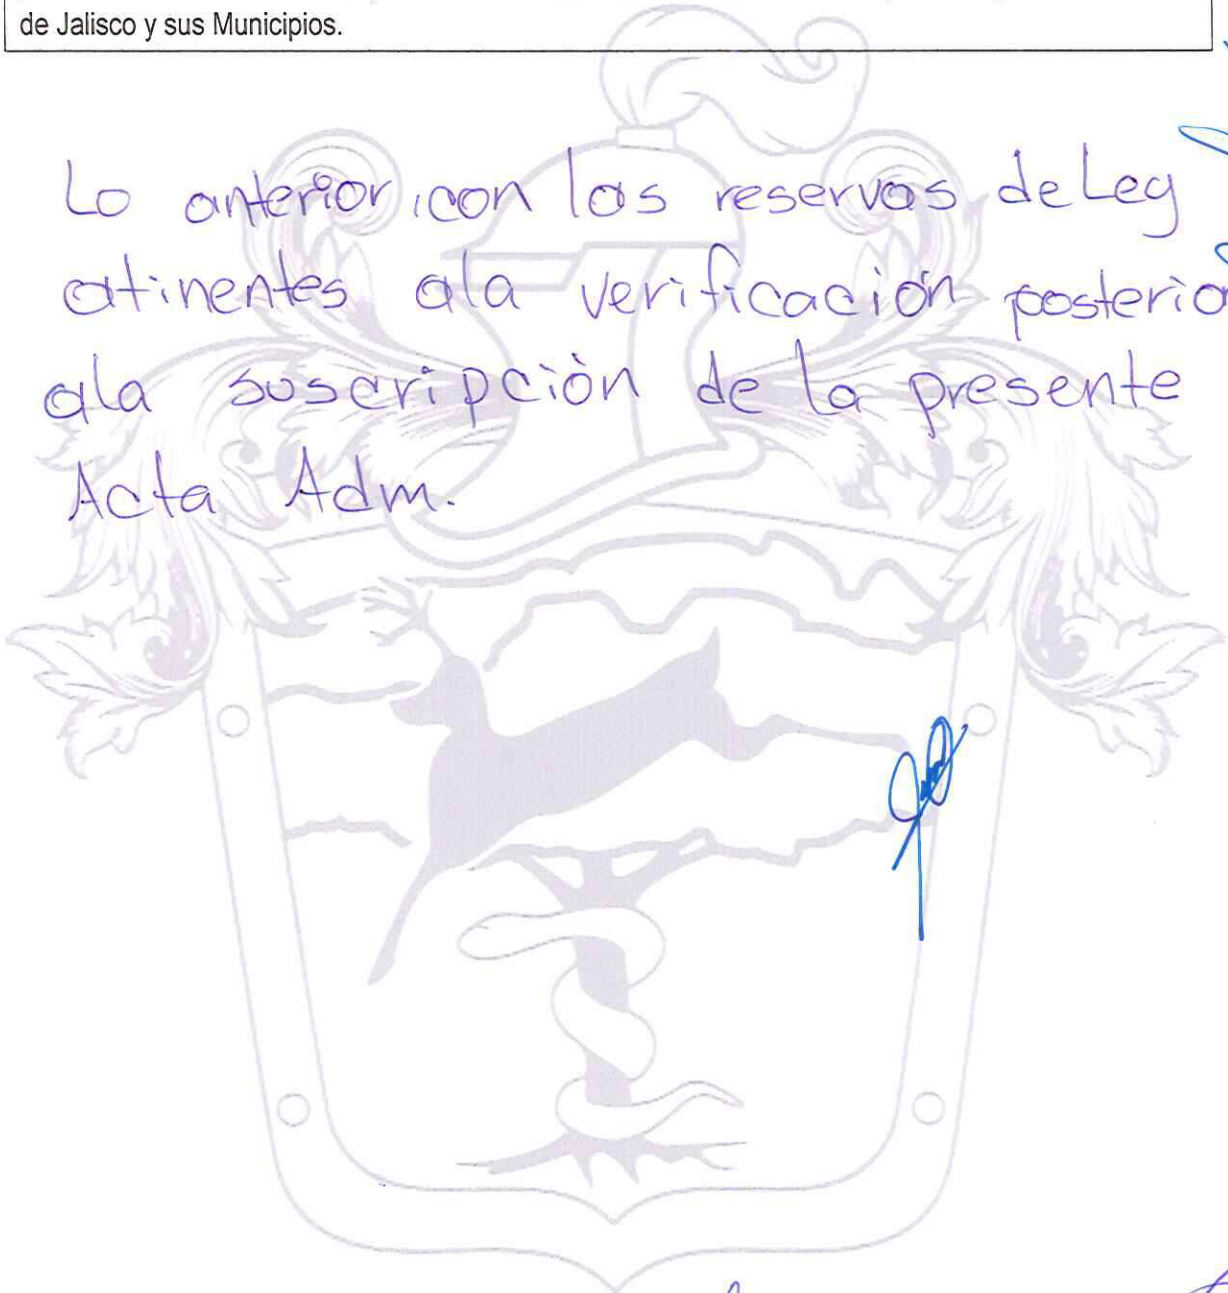 de Jalisco y sus Municipios.
Lo anterior, con las reservas de Ley
atinentes ala verificación posterior
ala suscripción de la presente
Acta Adm.